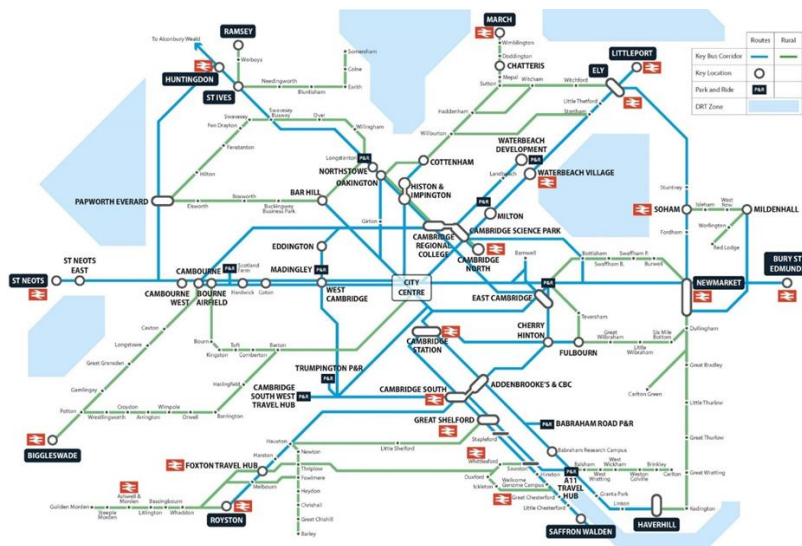 To Alconbury Weald
RAMSEY
Warboys
HUNTINGDON
ST IVES
Needingworth
Bluntisham
Somersham
Colne
Earith
MARCH
Wimblington
Doddington
CHATTERIS
Mepal
Sutton
Witcham
Witchford
ELY
LITTLEPORT
Little Thetford
Stretham
Haddenham
Wilburton
Routes
Rural
Key Bus Corridor
Key Location
Park and Ride
P&R
DRT Zone
Swavesey
Swavesey
Busway
Over
Willingham
Fen Drayton
Fenstanton
Hilton
Longstanton
P&R
NORTHSTOWE
OAKINGTON
COTTENHAM
HISTON &
IMPINGTON
WATERBEACH
DEVELOPMENT
P&R
Landbeach
WATERBEACH VILLAGE
PAPWORTH EVERARD
Elsworth
Boxworth
Buckingway
Business Park
BAR HILL
Girton
P&R
MILTON
CAMBRIDGE SCIENCE PARK
CAMBRIDGE
REGIONAL
COLLEGE
CAMBRIDGE
NORTH
Stuntney
SOHAM
Isleham
West
Row
MILDENHALL
Worlington
Red Lodge
Fordham
ST NEOTS
ST NEOTS
EAST
CAMBOURNE
CAMBOURNE
WEST
BOURN
AIRFIELD
P&R
Scotland
Farm
Hardwick
Coton
EDDINGTON
MADINGLEY
P&R
WEST
CAMBRIDGE
CITY
CENTRE
Barnwell
EAST CAMBRIDGE
P&R
Bottisham
Swaffham B.
Swaffham P.
Burwell
NEWMARKET
BURY ST
EDMUNDS
Caxton
Longstowe
Great Gransden
Gamlingay
Potton
BIGGLESWADE
Bourn
Kingston
Toft
Comberton
Barton
Haslingfield
Barrington
Orwell
Wimpole
Arrington
Croydon
Wrestlingworth
CAMBRIDGE
STATION
CHERRY
HINTON
FULBOURN
Teversham
Great
Wilbraham
Little
Wilbraham
Six Mile
Bottom
Dullingham
Great Bradley
Carlton Green
Little Thurlow
Great Thurlow
Great Wratting
Kedington
TRUMPINGTON P&R
P&R
CAMBRIDGE
SOUTH WEST
TRAVEL HUB
P&R
CAMBRIDGE SOUTH
ADDENBROOKE'S & CBC
GREAT SHELFORD
Stapleford
P&R
BABRAHAM ROAD P&R
Babraham Research Campus
Hauxton
Harston
Newton
Little Shelford
FOXTON TRAVEL HUB
Thriplow
Fowlmere
Melbourn
Heydon
Chrishall
Great Chishill
Barley
ROYSTON
Ashwell &
Morden
Bassingbourn
Guilden Morden
Steeple
Morden
Litlington
Whaddon
Whittlesford
Sawston
Duxford
Ickleton
Wellcome
Genome Campus
Hinxton
Great Chesterford
Little Chesterford
SAFFRON WALDEN
P&R
A11
TRAVEL
HUB
Balsham
West
Wratting
West
Wickham
Weston
Colville
Brinkley
Carlton
Granta Park
Linton
HAVERHILL